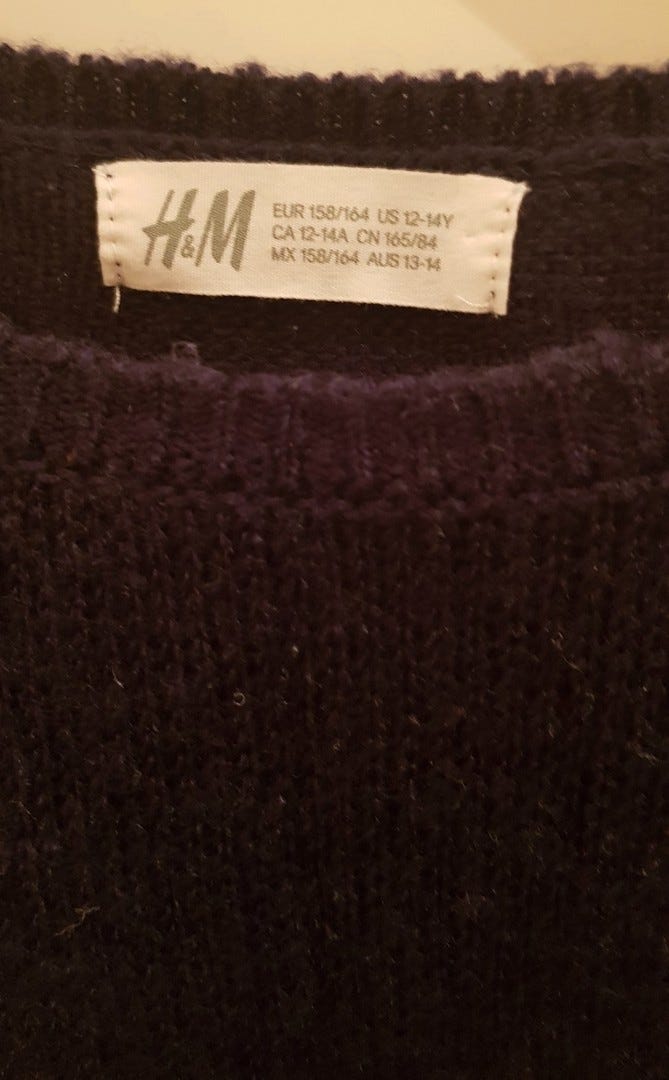 H&M
EUR 158/164 US 12-14Y
CA 12-14A CN 165/84
MX 158/164 AUS 13-14